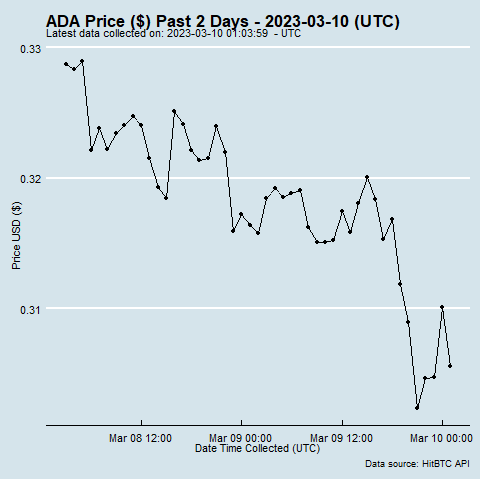 ADA Price ($) Past 2 Days - 2023-03-10 (UTC)
Latest data collected on: 2023-03-10 01:03:59  - UTC
0.33
0.32
0.31
Price USD ($)
Mar 08 12:00
Mar 09 00:00
Mar 09 12:00
Mar 10 00:00
Date Time Collected (UTC)
Data source: HitBTC API